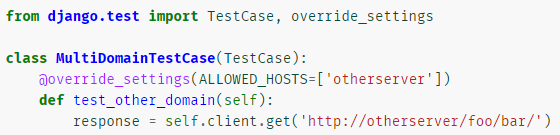 from django.test import TestCase, override_settings

class MultiDomainTestCase(TestCase):
    @override_settings(ALLOWED_HOSTS=['otherserver'])
    def test_other_domain(self):
        response = self.client.get('http://otherserver/foo/bar/')